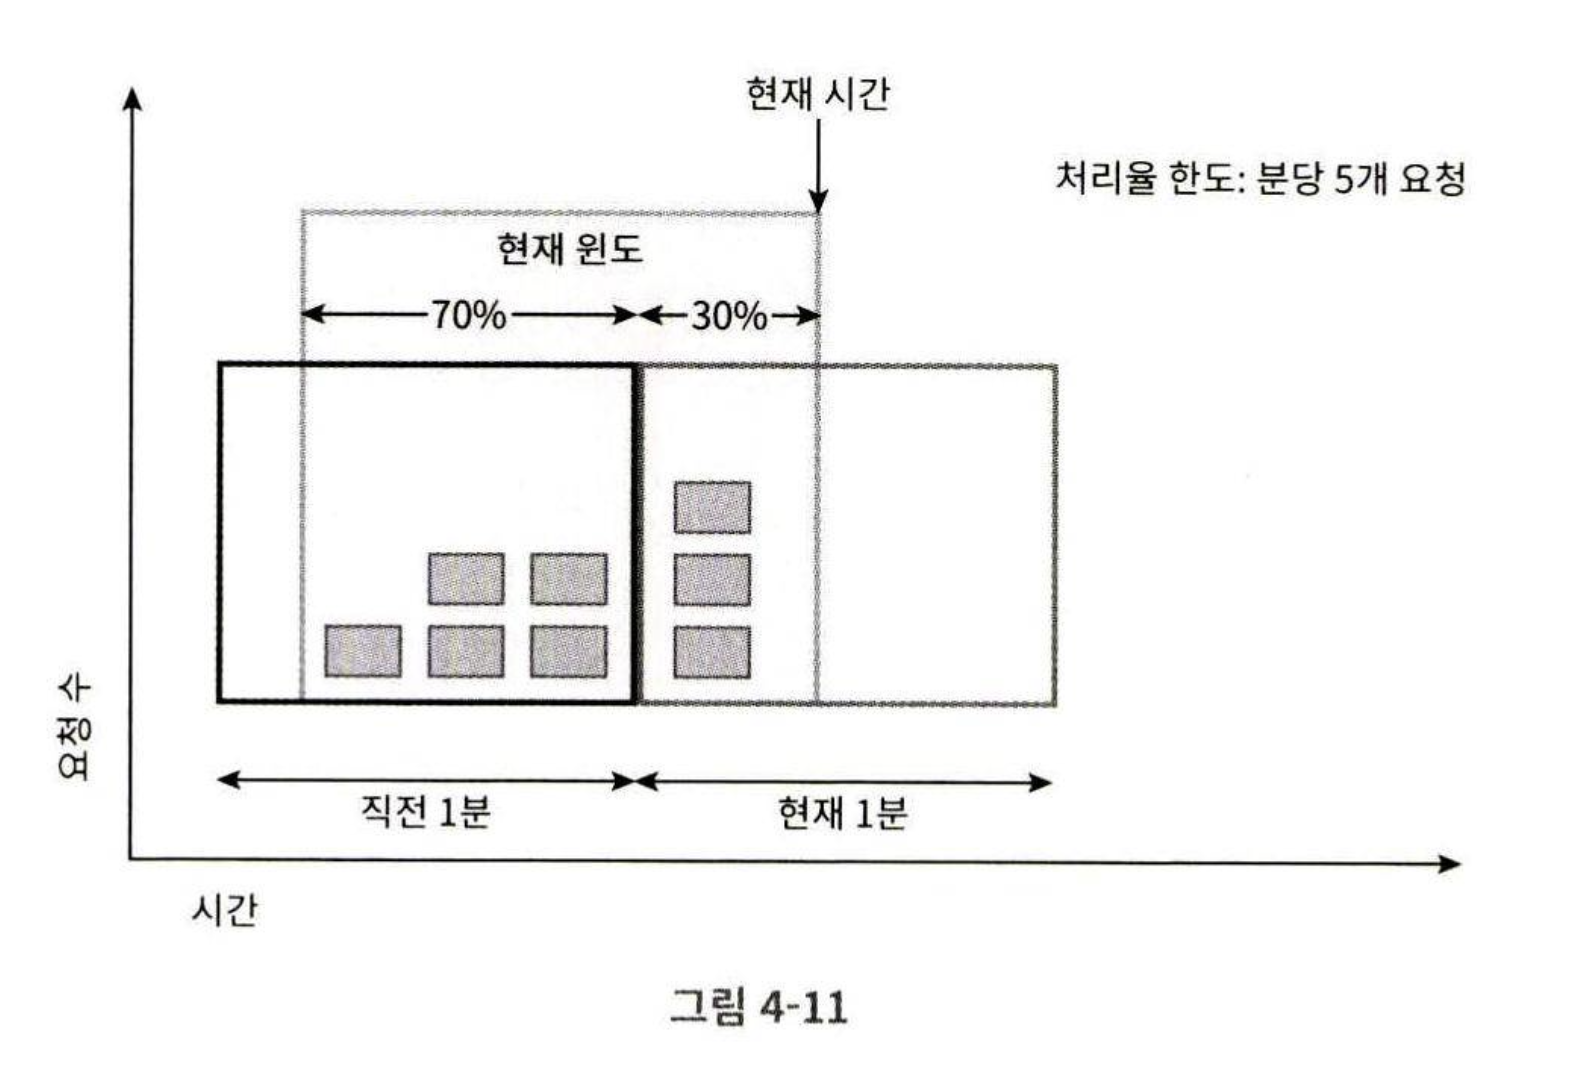 현재 시간
처리율 한도: 분당 5개 요청
현재 윈도
70%
30%
요청 수
직전 1분
현재 1분
시간
그림 4-11